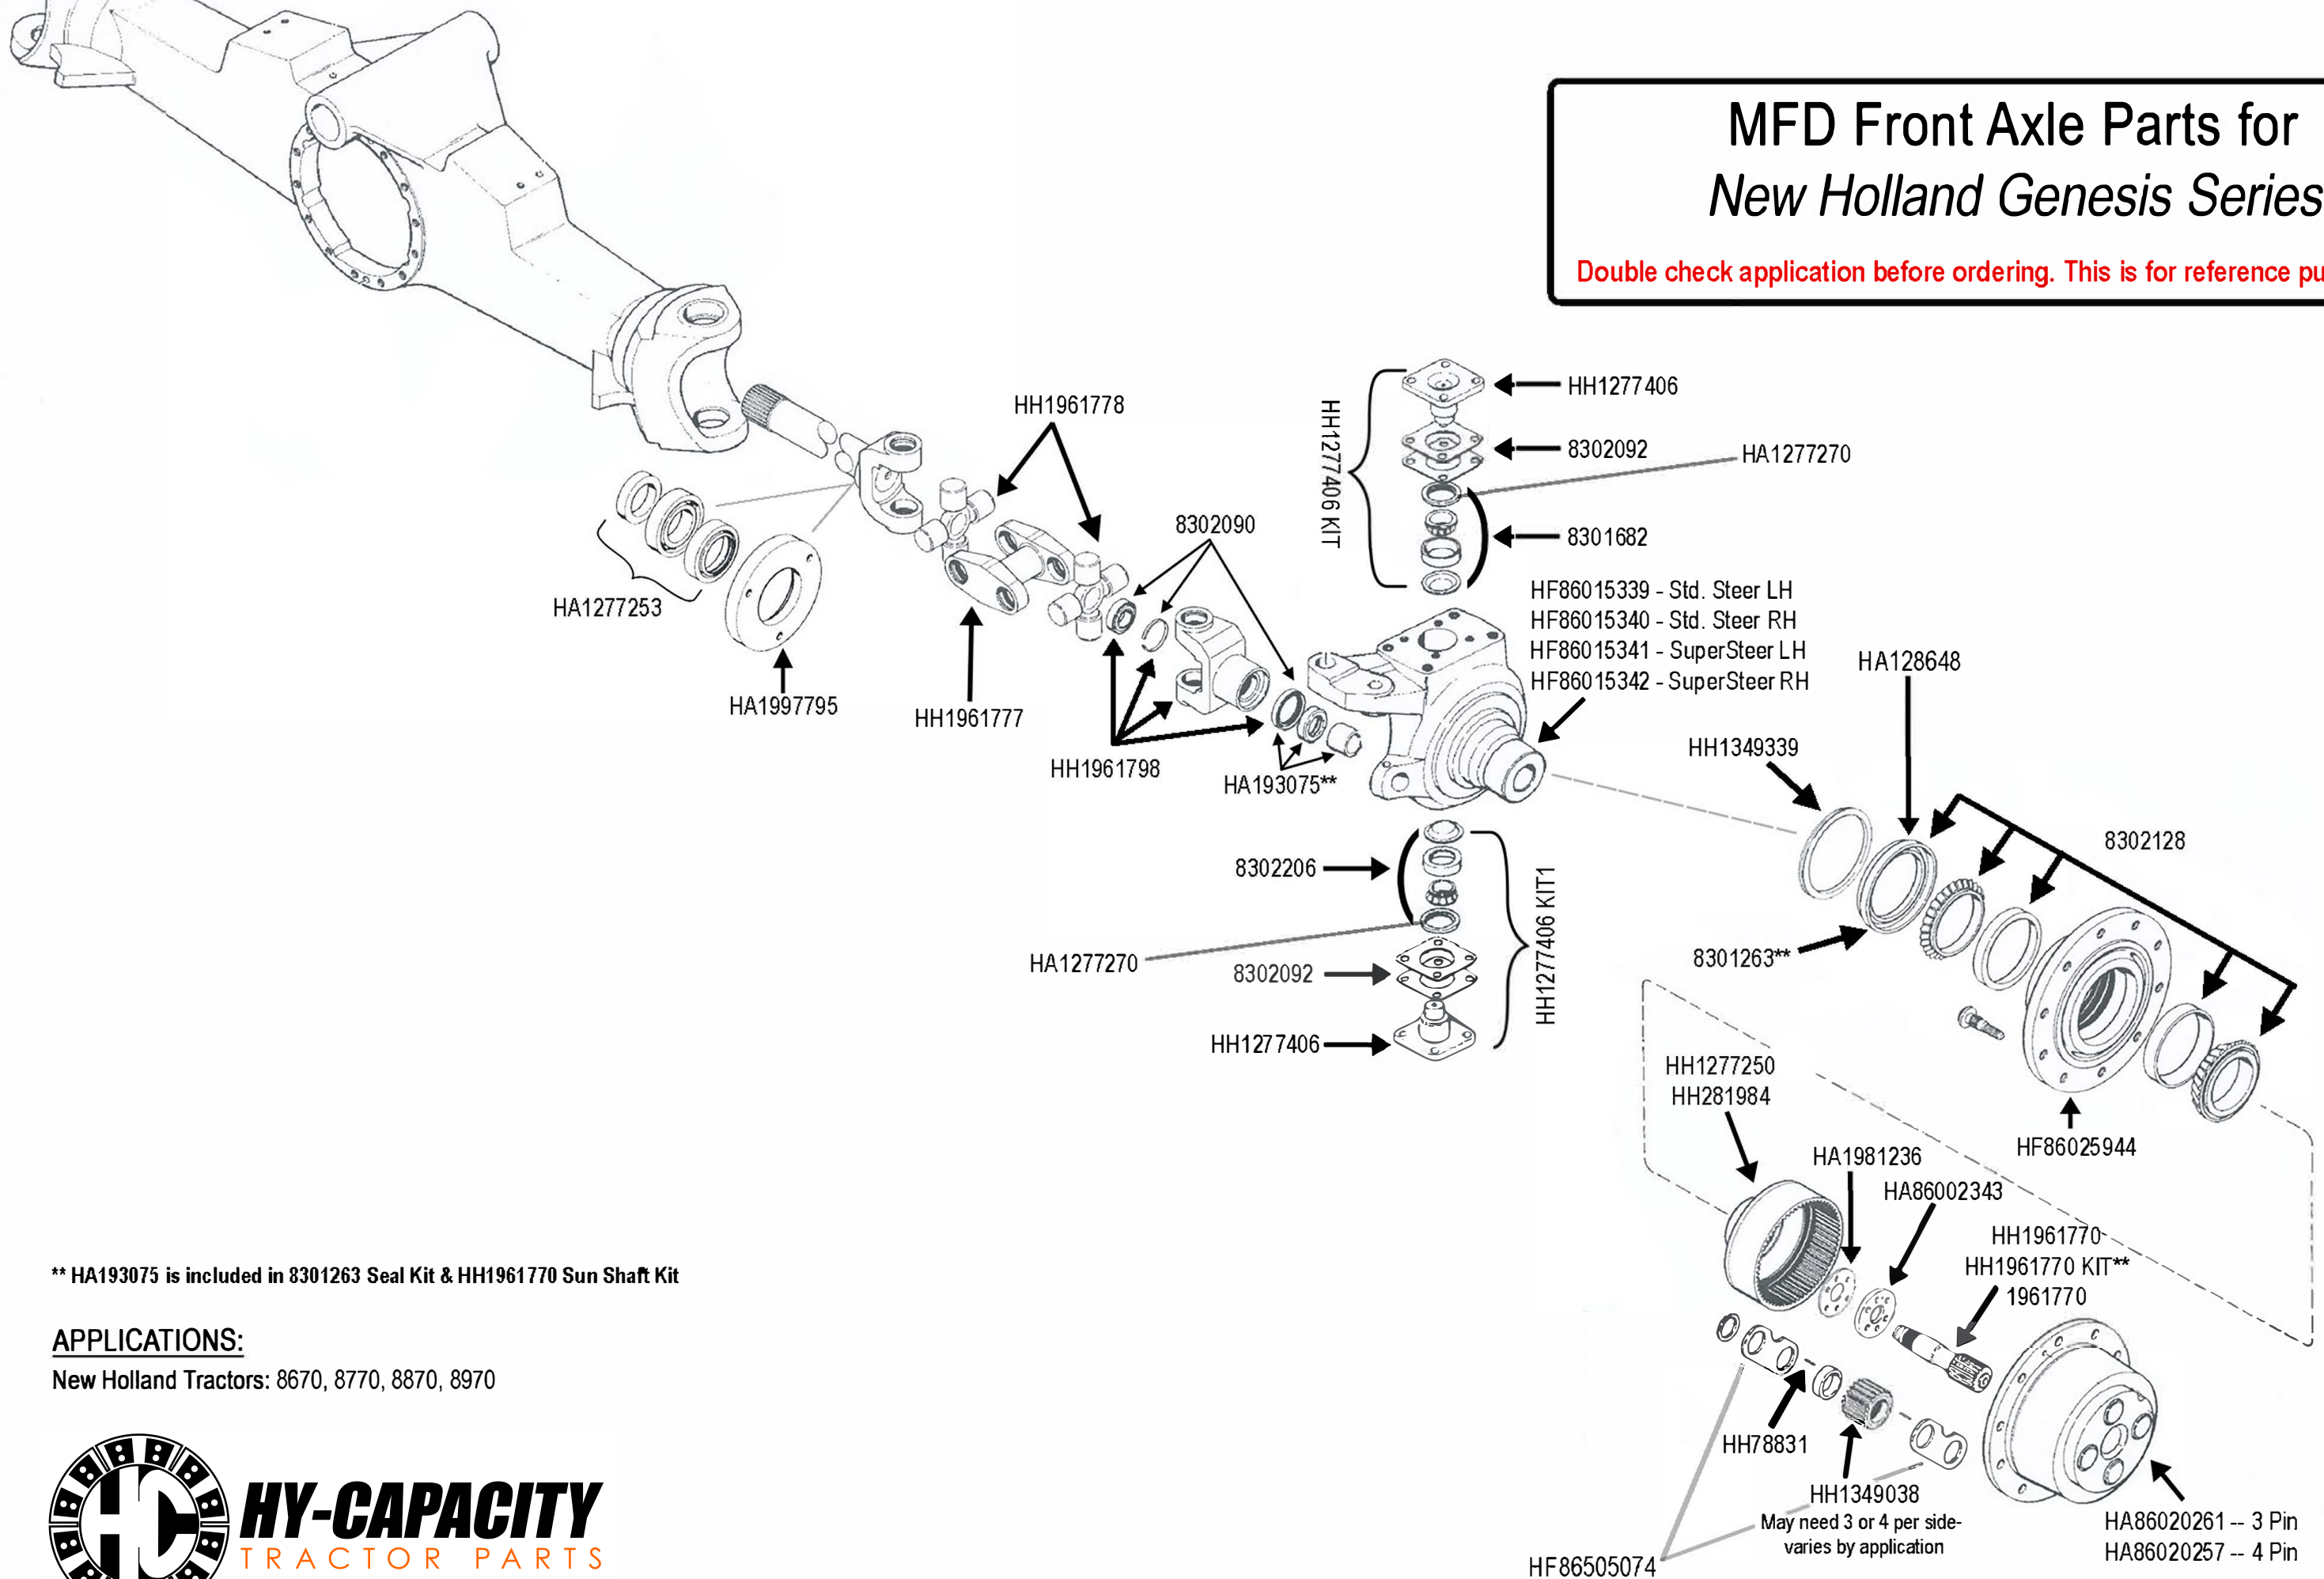 MFD Front Axle Parts for
New Holland Genesis Series
Double check application before ordering. This is for reference
HH1961778
HH1277406 KIT
HH1277406
8302092
HA1277270
8301682
8302090
HA1277253
HA1997795
HH1961777
HH1961798
HA193075**
HF86015339 - Std. Steer LH
HF86015340 - Std. Steer RH
HF86015341 - SuperSteer LH
HF86015342 - SuperSteer RH
HA128648
HH1349339
8302128
8301263**
8302206
HA1277270
8302092
HH1277406
HH1277406 KIT1
HF86025944
HH1277250
HH281984
HA1981236
HA86002343
HH1961770
HH1961770 KIT**
1961770
HH78831
HH1349038
May need 3 or 4 per side-
varies by application
HF86505074
HA86020261 -- 3 Pin
HA86020257 -- 4 Pin
** HA193075 is included in 8301263 Seal Kit & HH1961770 Sun Shaft Kit
APPLICATIONS:
New Holland Tractors: 8670, 8770, 8870, 8970
HC
HY-CAPACITY
TRACTOR PARTS